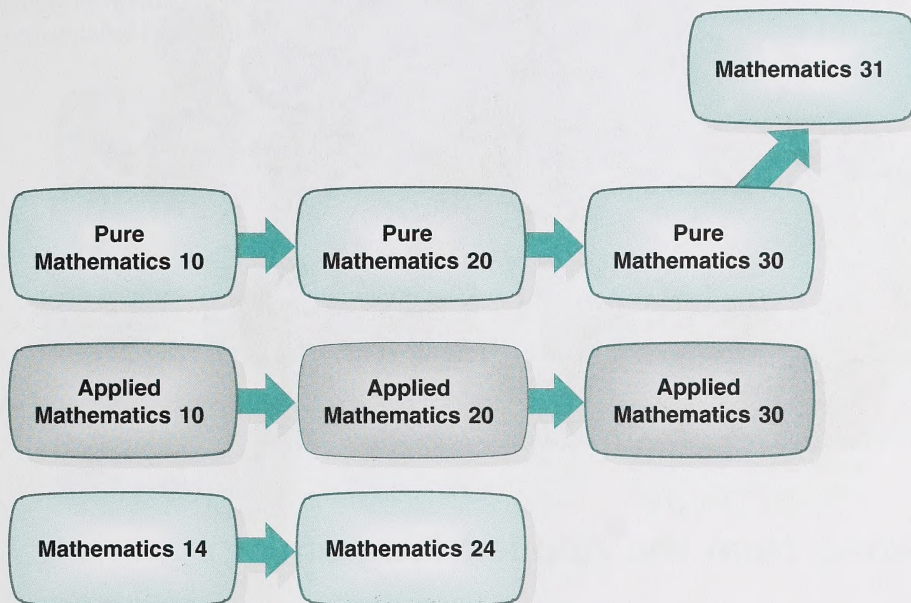 Mathematics 31
Pure
Mathematics 10
Pure
Mathematics 20
Pure
Mathematics 30
Applied
Mathematics 10
Applied
Mathematics 20
Applied
Mathematics 30
Mathematics 14
Mathematics 24